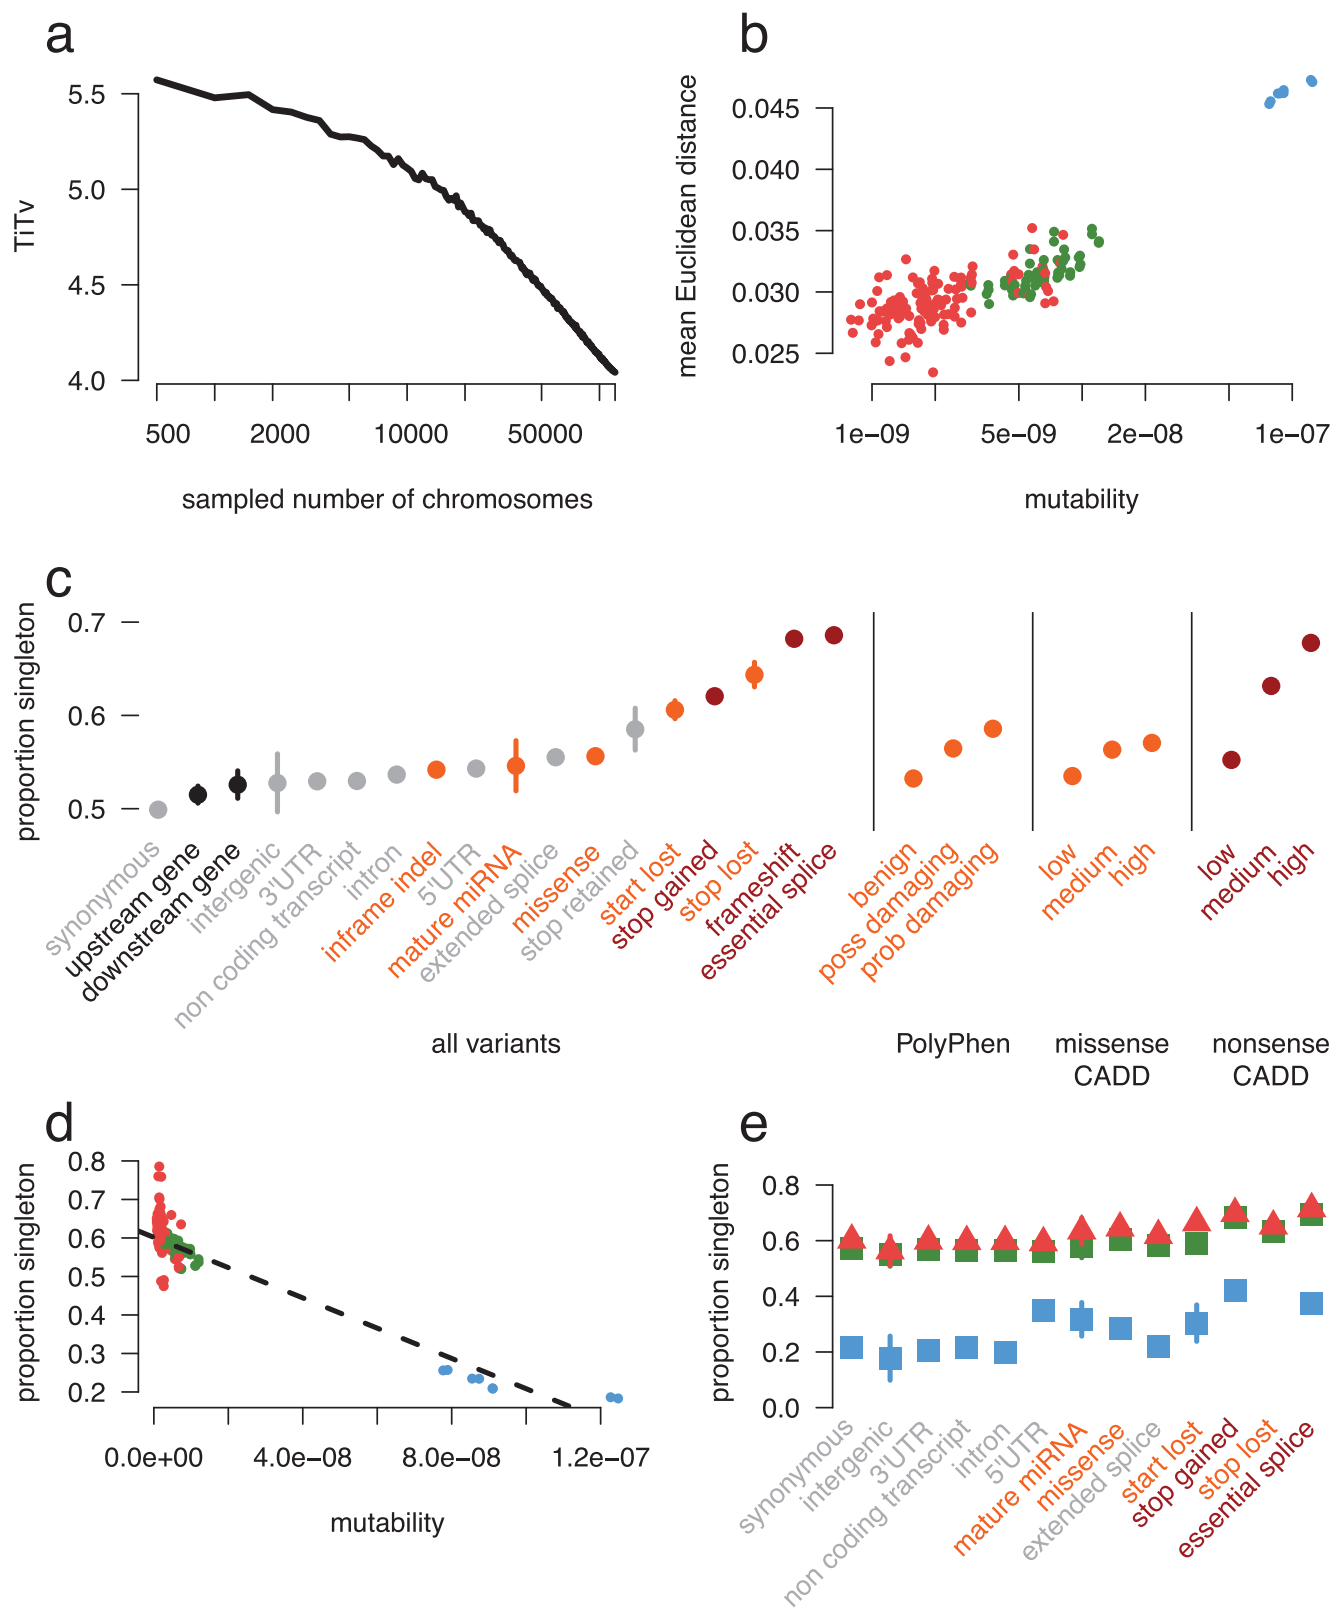 a
TiTv
5.5
5.0
4.5
4.0
500
2000
10000
50000
sampled number of chromosomes
b
mean Euclidean distance
0.045
0.040
0.035
0.030
0.025
1e−09
5e−09
2e−08
1e−07
mutability
c
proportion singleton
0.7
0.6
0.5
synonymous
upstream gene
downstream gene
intergenic
3'UTR
non coding transcript
intron
inframe indel
5'UTR
mature miRNA
extended splice
missense
stop retained
start lost
stop gained
stop lost
frameshift
essential splice
benign
poss damaging
prob damaging
low
medium
high
low
medium
high
all variants
PolyPhen
missense
CADD
nonsense
CADD
d
proportion singleton
0.8
0.7
0.6
0.5
0.4
0.3
0.2
0.0e+00
4.0e−08
8.0e−08
1.2e−07
mutability
e
proportion singleton
0.8
0.6
0.4
0.2
0.0
synonymous
intergenic
3'UTR
non coding transcript
intron
5'UTR
mature miRNA
missense
extended splice
start lost
stop gained
stop lost
essential splice